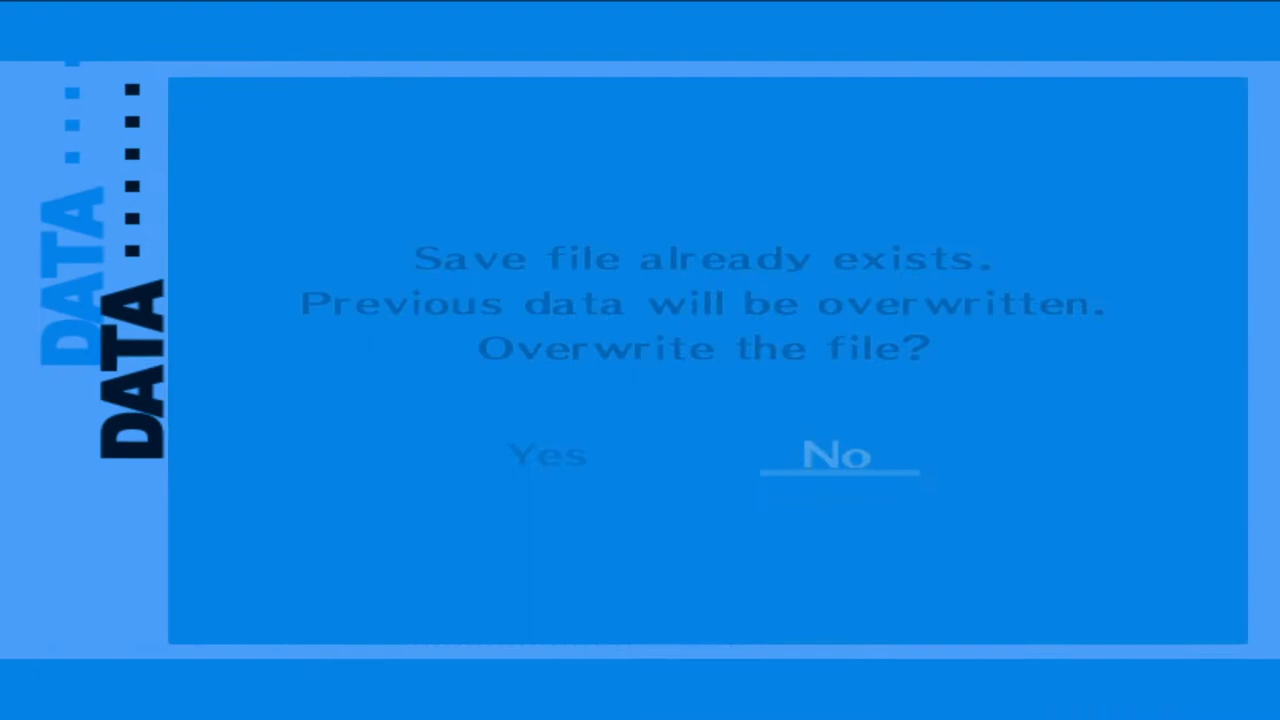 DATA
DATA
Save file already exists.
Previous data will be overwritten.
Overwrite the file?
Yes No